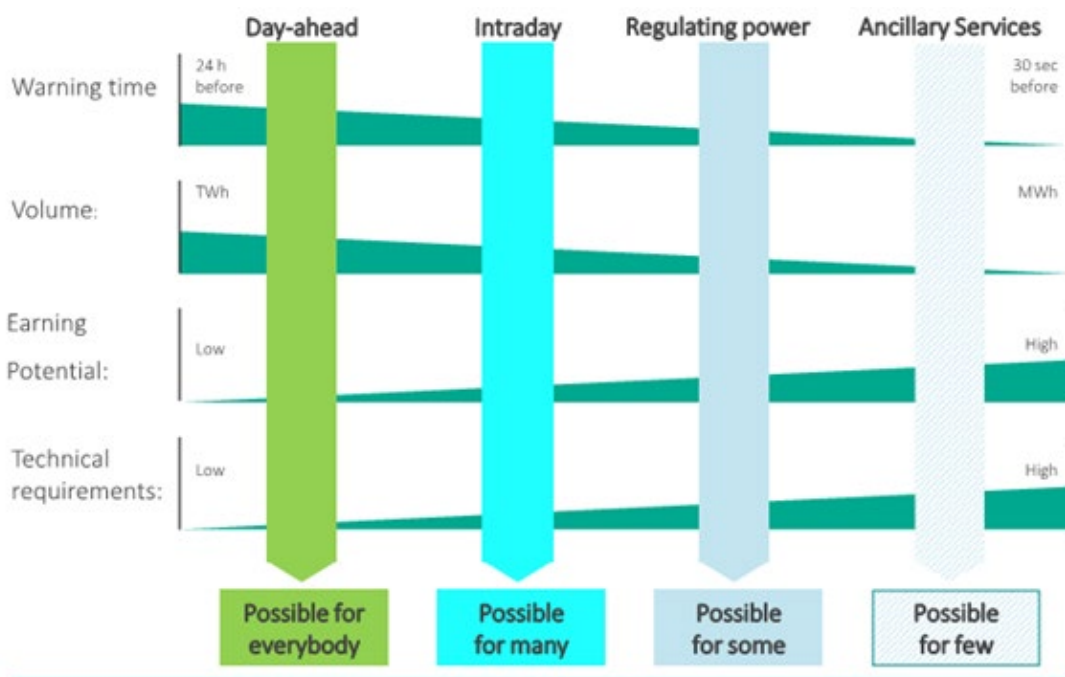 Day-ahead
Intraday
Regulating power
Ancillary Services
Warning time
24 h
before
30 sec
before
Volume:
TWh
MWh
Earning
Potential:
Low
High
Technical
requirements:
Low
High
Possible for
everybody
Possible
for many
Possible
for some
Possible
for few